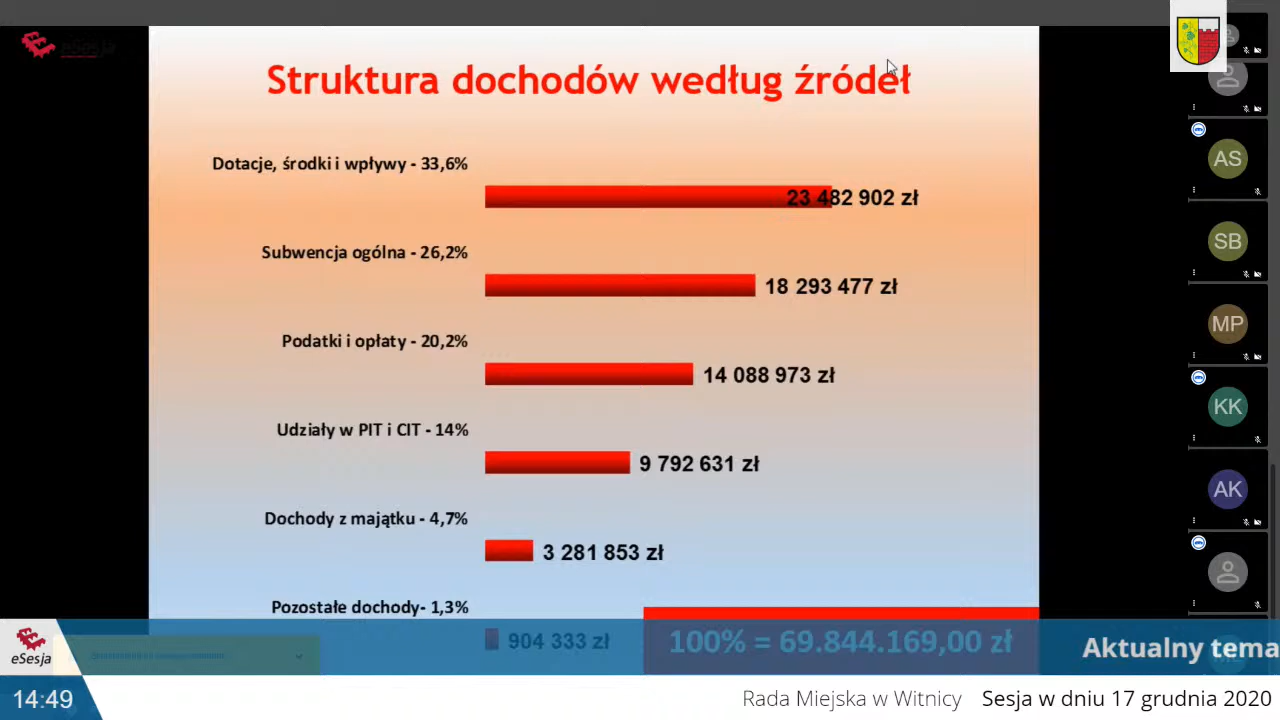 eSesja
Struktura dochodów według źródeł
Dotacje, środki i wpływy - 33,6%
23 482 902 zł
Subwencja ogólna - 26,2%
18 293 477 zł
Podatki i opłaty - 20,2%
14 088 973 zł
Udziały w PIT i CIT - 14%
9 792 631 zł
Dochody z majątku - 4,7%
3 281 853 zł
Pozostałe dochody- 1,3%
904 333 zł
100% = 69.844.169,00 zł
AS
SB
MP
KK
AK
eSesja
Aktualny tema
14:49
Rada Miejska w Witnicy
Sesja w dniu 17 grudnia 2020